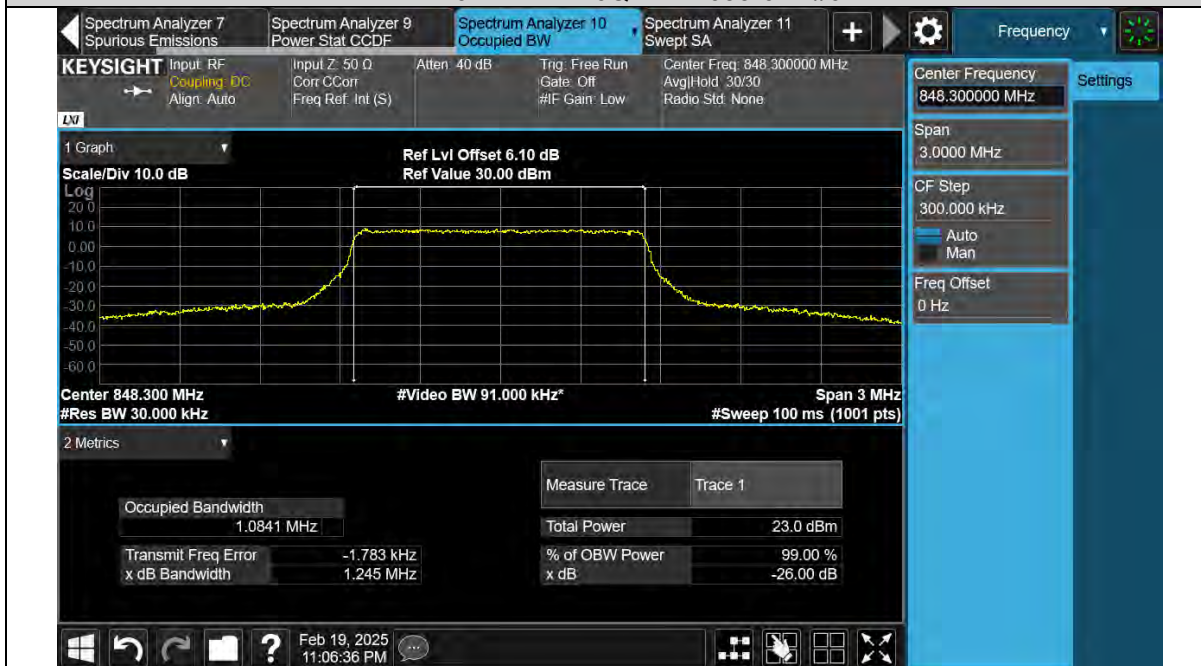 Spectrum Analyzer 7
Spurious Emissions
Spectrum Analyzer 9
Power Stat CCDF
Spectrum Analyzer 10
Occupied BW
Spectrum Analyzer 11
Swept SA
+
Frequency
KEYSIGHT
Input: RF
Coupling: DC
Align: Auto
LXI
Input Z: 50 Ω
Corr CCorr
Freq Ref: Int (S)
Atten: 40 dB
Trig: Free Run
Gate: Off
#IF Gain: Low
Center Freq: 848.300000 MHz
Avg|Hold: 30/30
Radio Std: None
Center Frequency
848.300000 MHz
Settings
Span
3.0000 MHz
CF Step
300.000 kHz
Auto
Man
Freq Offset
0 Hz
1 Graph
Scale/Div 10.0 dB
Ref Lvl Offset 6.10 dB
Ref Value 30.00 dBm
Log
20.0
10.0
0.00
-10.0
-20.0
-30.0
-40.0
-50.0
-60.0
Center 848.300 MHz
#Video BW 91.000 kHz*
Span 3 MHz
#Res BW 30.000 kHz
#Sweep 100 ms (1001 pts)
2 Metrics
Measure Trace Trace 1
Occupied Bandwidth
1.0841 MHz
Total Power 23.0 dBm
Transmit Freq Error -1.783 kHz
% of OBW Power 99.00 %
x dB Bandwidth 1.245 MHz
x dB -26.00 dB
?
Feb 19, 2025
11:06:36 PM